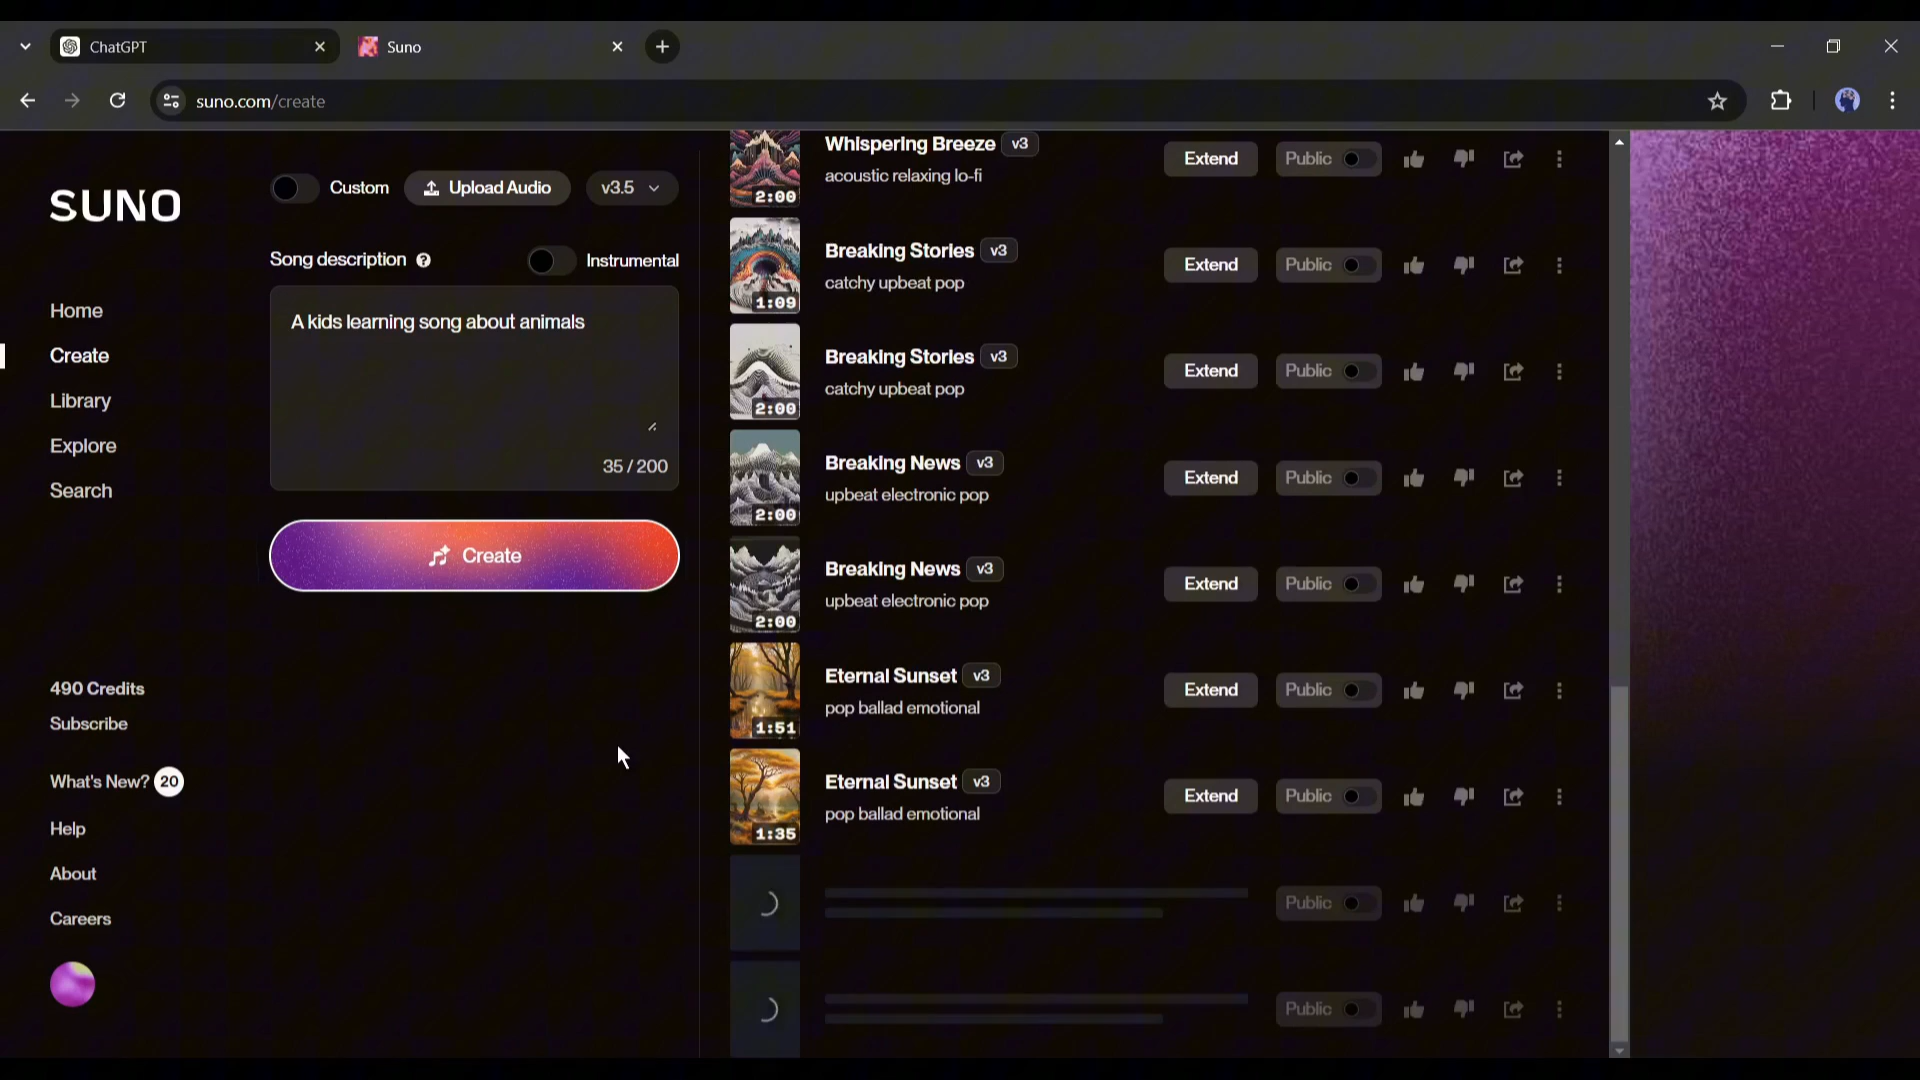 ChatGPT
Suno
suno.com/create
SUNO
Home
Create
Library
Explore
Search
490 Credits
Subscribe
What's New? 20
Help
About
Careers
Custom
Upload Audio
v3.5
Song description
Instrumental
A kids learning song about animals
35 / 200
Create
Whispering Breeze v3
acoustic relaxing lo-fi
2:00
Extend
Public
Breaking Stories v3
catchy upbeat pop
1:09
Extend
Public
Breaking Stories v3
catchy upbeat pop
2:00
Extend
Public
Breaking News v3
upbeat electronic pop
2:00
Extend
Public
Breaking News v3
upbeat electronic pop
2:00
Extend
Public
Eternal Sunset v3
pop ballad emotional
1:51
Extend
Public
Eternal Sunset v3
pop ballad emotional
1:35
Extend
Public
Public
Public